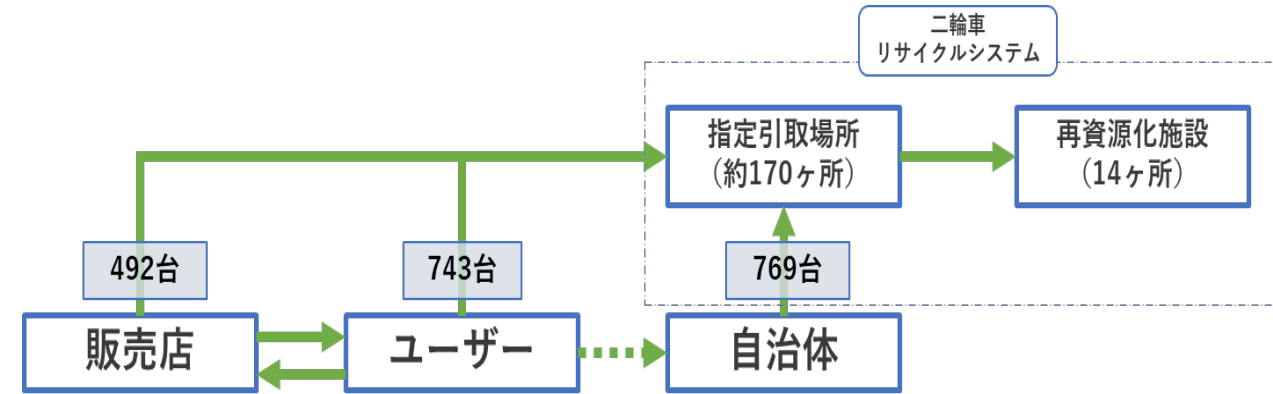 二輪車
リサイクルシステム
指定引取場所
（約170ヶ所）
再資源化施設
（14ヶ所）
492台
743台
769台
販売店
ユーザー
自治体